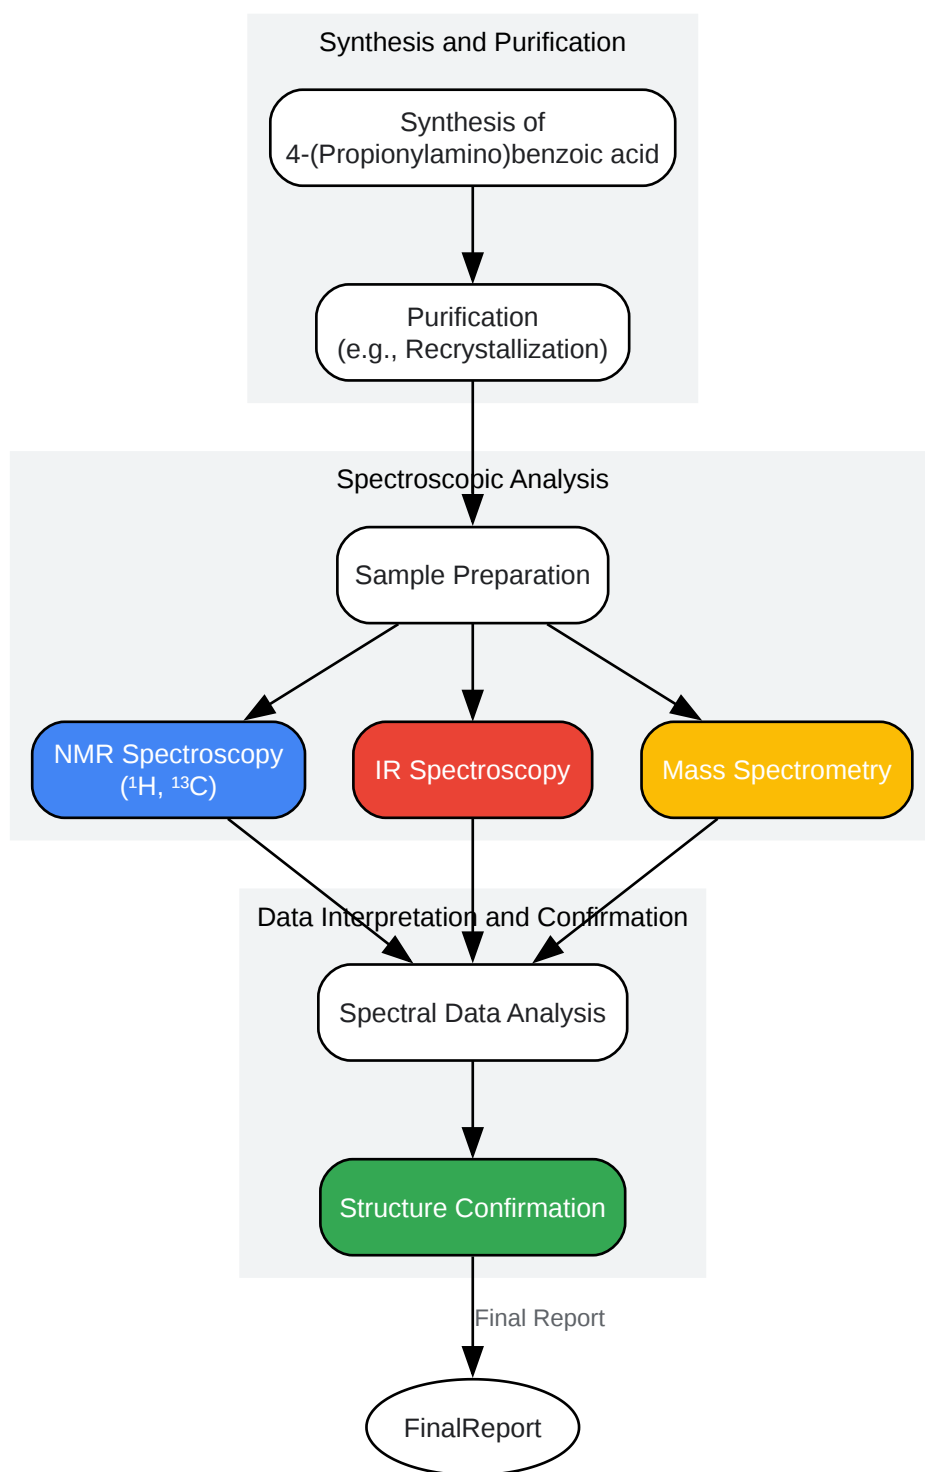 Synthesis and Purification
Synthesis of
4-(Propionylamino)benzoic acid
Purification
(e.g., Recrystallization)
Spectroscopic Analysis
Sample Preparation
NMR Spectroscopy
(¹H, ¹³C)
IR Spectroscopy
Mass Spectrometry
Data Interpretation and Confirmation
Spectral Data Analysis
Structure Confirmation
Final Report
FinalReport